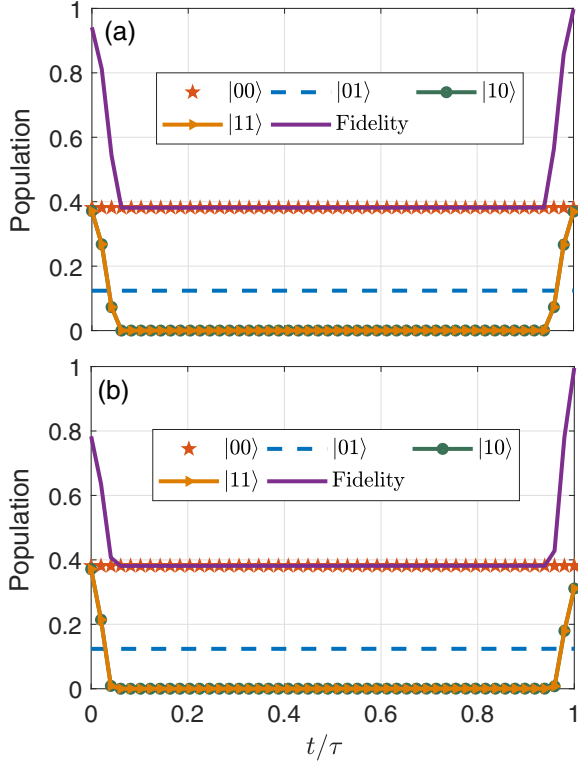 1
(a)
0.8
|00⟩ |01⟩ |10⟩
|11⟩ Fidelity
0.6
0.4
0.2
0
Population
1
(b)
0.8
|00⟩ |01⟩ |10⟩
|11⟩ Fidelity
0.6
0.4
0.2
0
Population
0 0.2 0.4 0.6 0.8 1
t/τ